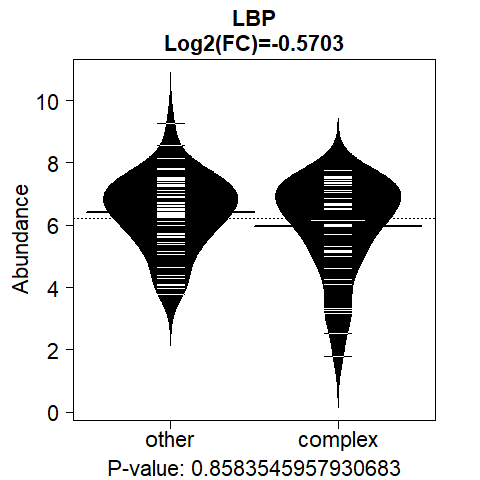 LBP
Log2(FC)=-0.5703
Abundance
10
8
6
4
2
0
other complex
P-value: 0.8583545957930683